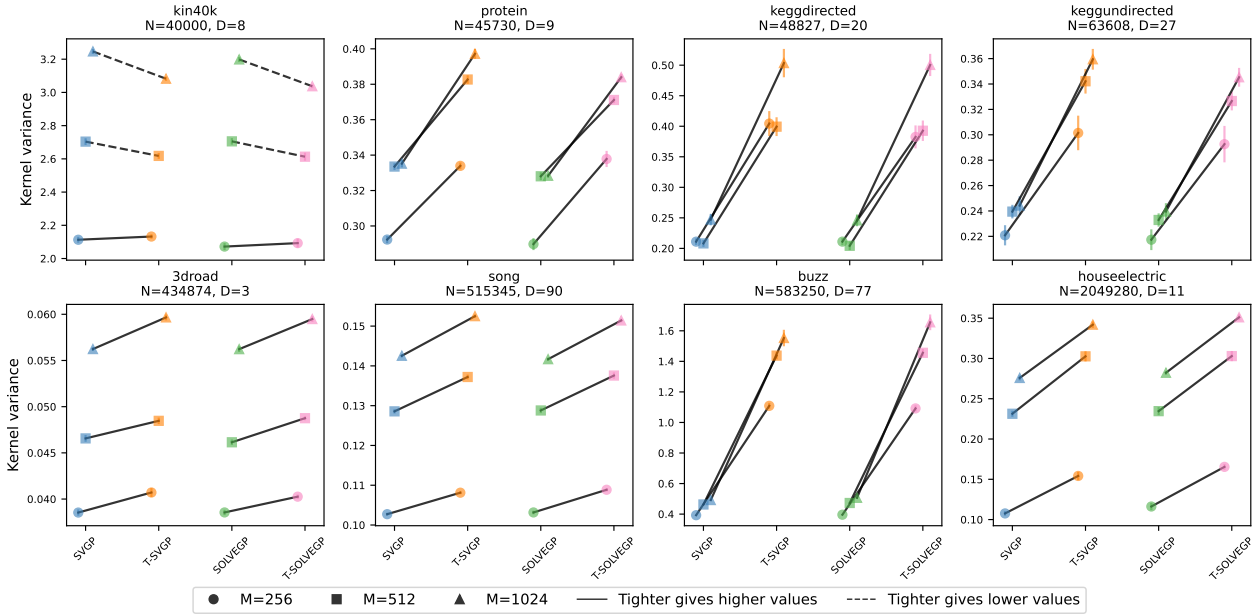 kin40k
N=40000, D=8
protein
N=45730, D=9
keggdirected
N=48827, D=20
keggundirected
N=63608, D=27
Kernel variance
3.2
3.0
2.8
2.6
2.4
2.2
2.0
0.40
0.38
0.36
0.34
0.32
0.30
0.50
0.45
0.40
0.35
0.30
0.25
0.20
0.36
0.34
0.32
0.30
0.28
0.26
0.24
0.22
3droad
N=434874, D=3
song
N=515345, D=90
buzz
N=583250, D=77
houseelectric
N=2049280, D=11
Kernel variance
0.060
0.055
0.050
0.045
0.040
0.15
0.14
0.13
0.12
0.11
0.10
1.6
1.4
1.2
1.0
0.8
0.6
0.4
0.35
0.30
0.25
0.20
0.15
0.10
SVGP
T-SVGP
SOLVEGP
T-SOLVEGP
SVGP
T-SVGP
SOLVEGP
T-SOLVEGP
SVGP
T-SVGP
SOLVEGP
T-SOLVEGP
SVGP
T-SVGP
SOLVEGP
T-SOLVEGP
M=256
M=512
M=1024
Tighter gives higher values
Tighter gives lower values